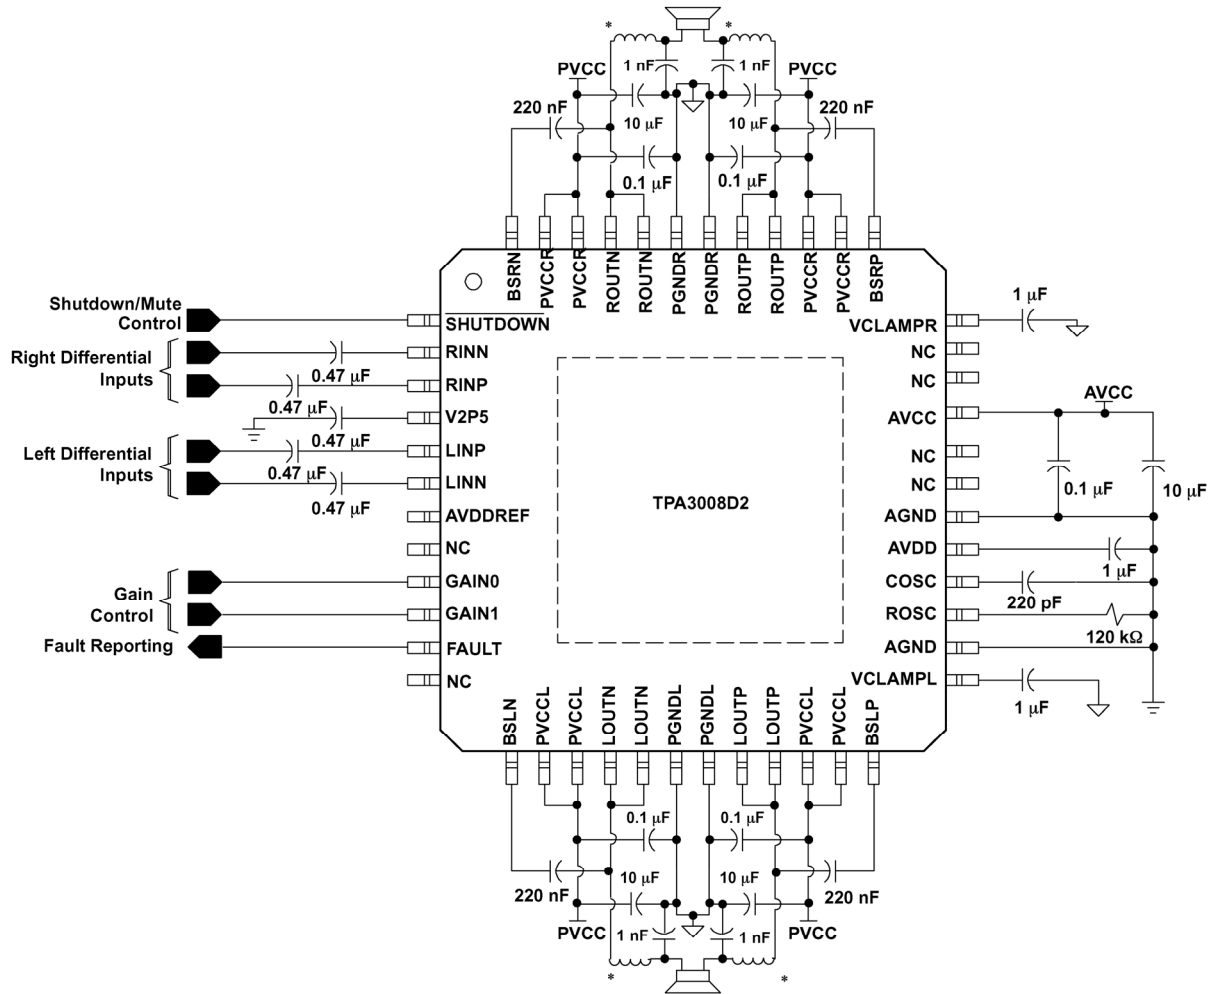 *
*
1 nF
1 nF
PVCC
PVCC
220 nF
10 µF
10 µF
220 nF
0.1 µF
0.1 µF
BSRN
PVCCR
PVCCR
ROUTN
ROUTN
PGNDR
PGNDR
ROUTP
ROUTP
PVCCR
PVCCR
BSRP
Shutdown/Mute
Control
Right Differential
Inputs
0.47 µF
0.47 µF
0.47 µF
Left Differential
Inputs
0.47 µF
0.47 µF
Gain
Control
Fault Reporting
SHUTDOWN
RINN
RINP
V2P5
LINP
LINN
AVDDREF
NC
GAIN0
GAIN1
FAULT
NC
TPA3008D2
VCLAMPR
NC
NC
AVCC
NC
NC
AGND
AVDD
COSC
ROSC
AGND
VCLAMPL
1 µF
AVCC
0.1 µF
10 µF
1 µF
220 pF
120 kΩ
1 µF
BSLN
PVCCL
PVCCL
LOUTN
LOUTN
PGNDL
PGNDL
LOUTP
LOUTP
PVCCL
PVCCL
BSLP
0.1 µF
0.1 µF
220 nF
10 µF
10 µF
220 nF
PVCC
1 nF
1 nF
PVCC
*
*